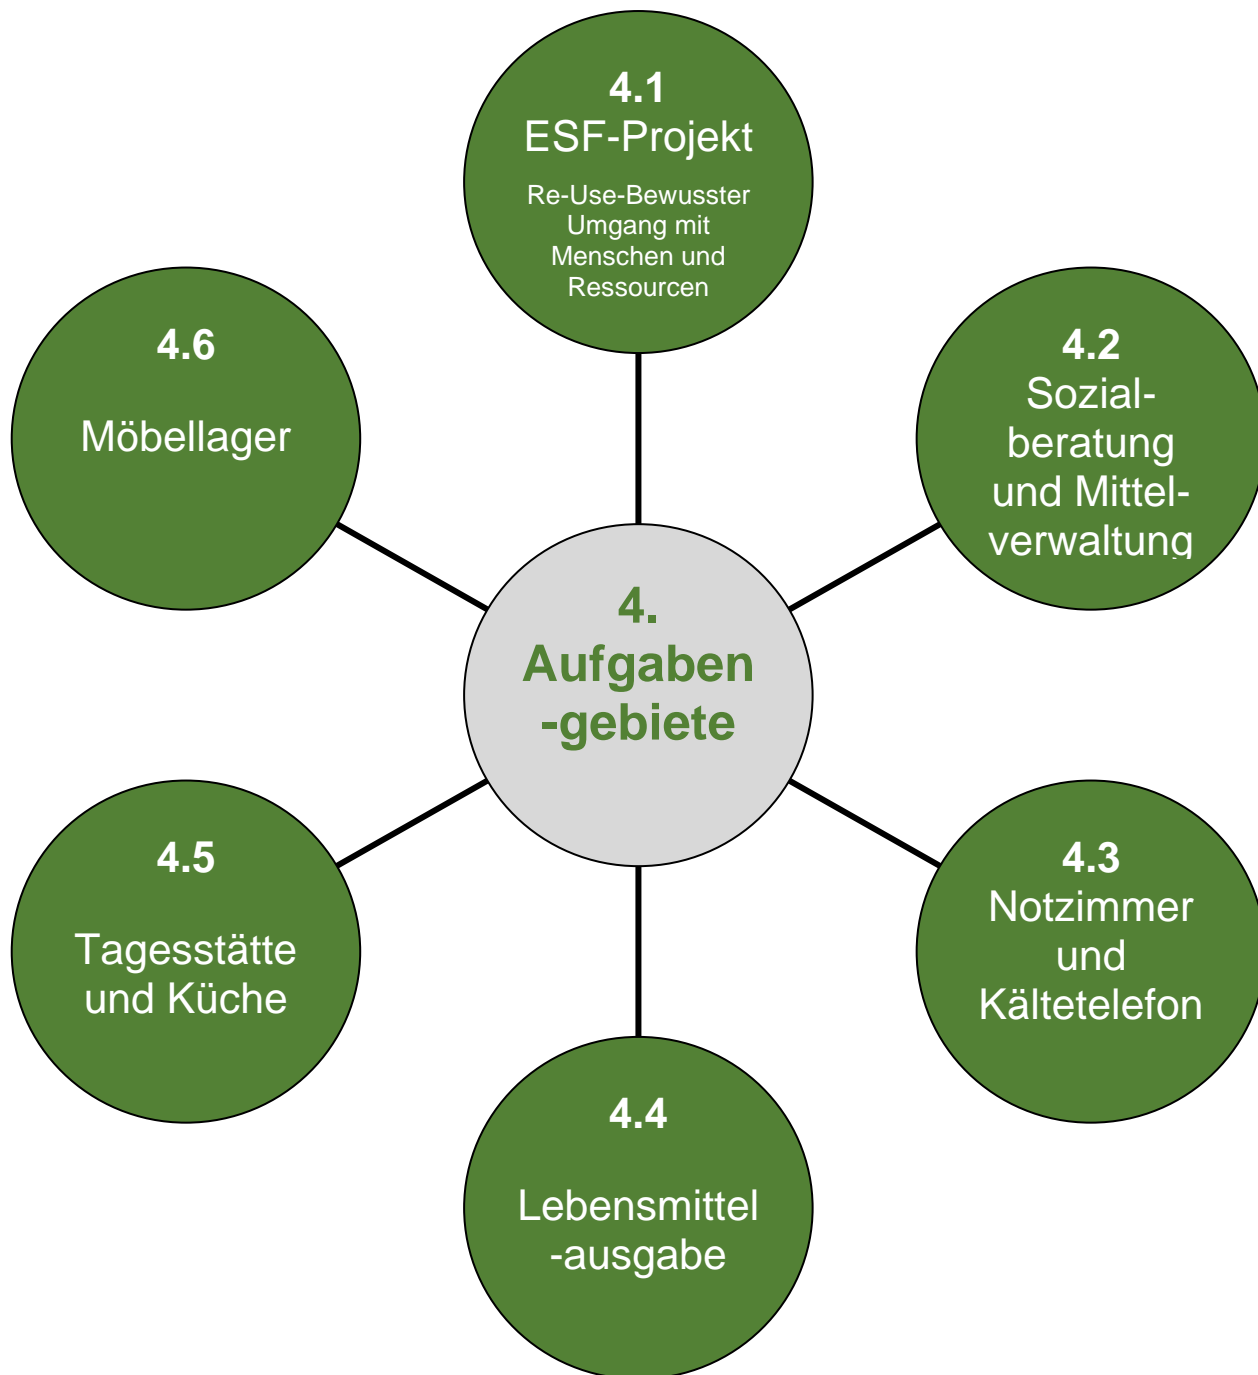 4.1
ESF-Projekt
Re-Use-Bewusster
Umgang mit
Menschen und
Ressourcen
4.2
Sozial-
beratung
und Mittel-
verwaltung
4.3
Notzimmer
und
Kältetelefon
4.4
Lebensmittel
-ausgabe
4.5
Tagesstätte
und Küche
4.6
Möbellager
4.
Aufgaben
-gebiete